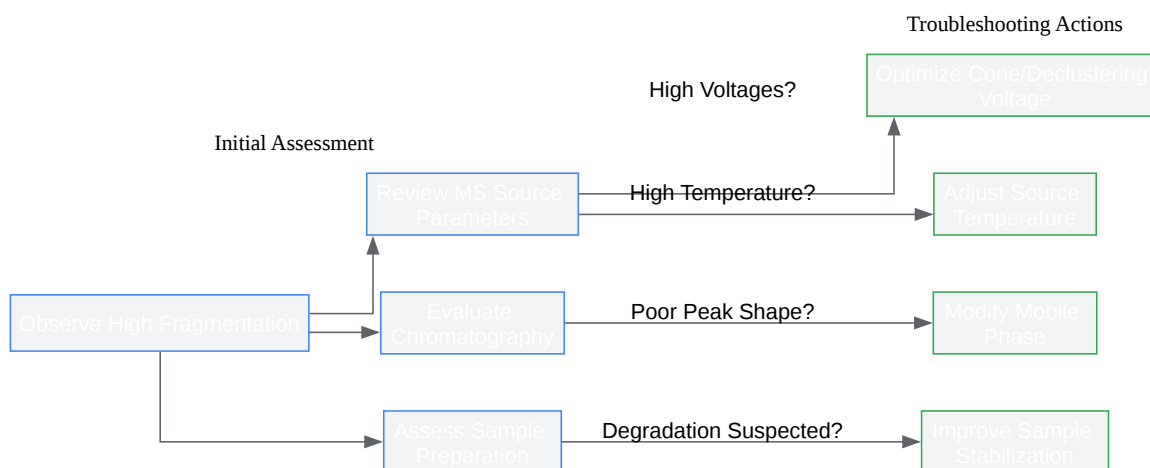 Troubleshooting Actions
Optimize Cone/Declustering
Voltage
High Voltages?
Initial Assessment
Review MS Source
Parameters
High Temperature?
Adjust Source
Temperature
Observe High Fragmentation
Evaluate
Chromatography
Poor Peak Shape?
Modify Mobile
Phase
Assess Sample
Preparation
Degradation Suspected?
Improve Sample
Stabilization